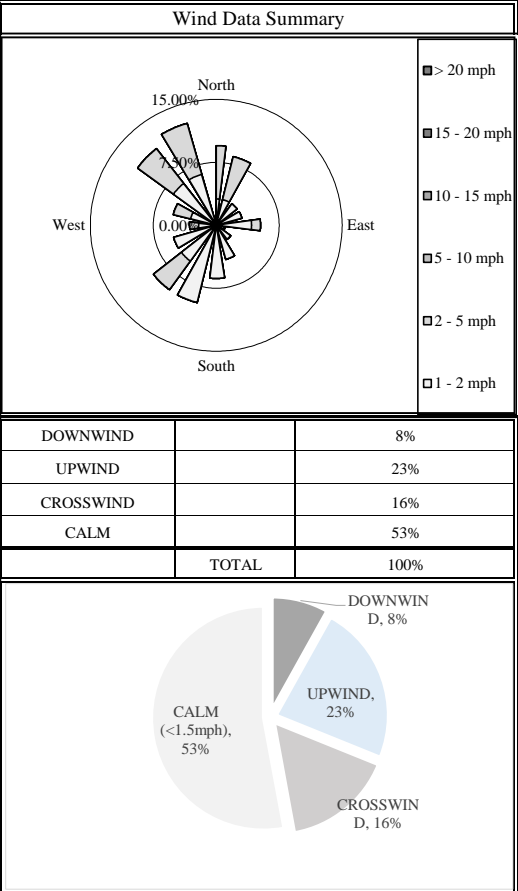 Wind Data Summary
North
15.00%
7.50%
0.00%
West
East
South
> 20 mph
15 - 20 mph
10 - 15 mph
5 - 10 mph
2 - 5 mph
1 - 2 mph
DOWNWIND 8%
UPWIND 23%
CROSSWIND 16%
CALM 53%
TOTAL 100%
DOWNWIN
D, 8%
UPWIND,
23%
CALM
(<1.5mph),
53%
CROSSWIN
D, 16%